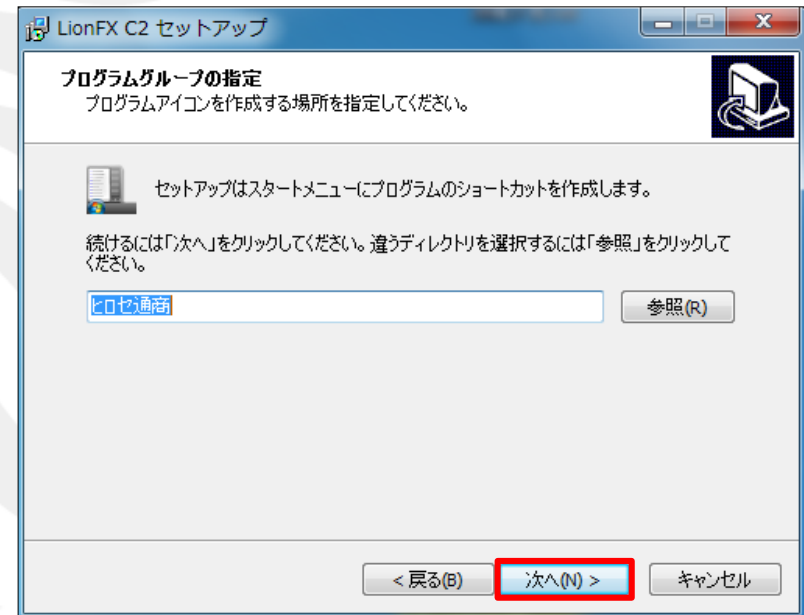 LionFX C2 セットアップ
プログラムグループの指定
プログラムアイコンを作成する場所を指定してください。
セットアップはスタートメニューにプログラムのショートカットを作成します。
続けるには「次へ」をクリックしてください。違うディレクトリを選択するには「参照」をクリックして
ください。
ヒロセ通商
参照(R)
< 戻る(B)
次へ(N) >
キャンセル